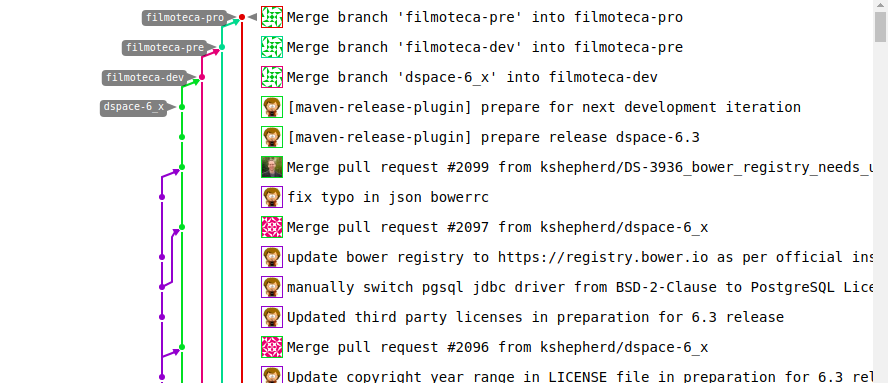 filmoteca-pro Merge branch 'filmoteca-pre' into filmoteca-pro
filmoteca-pre Merge branch 'filmoteca-dev' into filmoteca-pre
filmoteca-dev Merge branch 'dspace-6_x' into filmoteca-dev
dspace-6_x [maven-release-plugin] prepare for next development iteration
[maven-release-plugin] prepare release dspace-6.3
Merge pull request #2099 from kshepherd/DS-3936_bower_registry_needs_
fix typo in json bowerrc
Merge pull request #2097 from kshepherd/dspace-6_x
update bower registry to https://registry.bower.io as per official ins
manually switch pgsql jdbc driver from BSD-2-Clause to PostgreSQL Lice
Updated third party licenses in preparation for 6.3 release
Merge pull request #2096 from kshepherd/dspace-6_x
Update copyright year range in LICENSE file in preparation for 6.3 rel